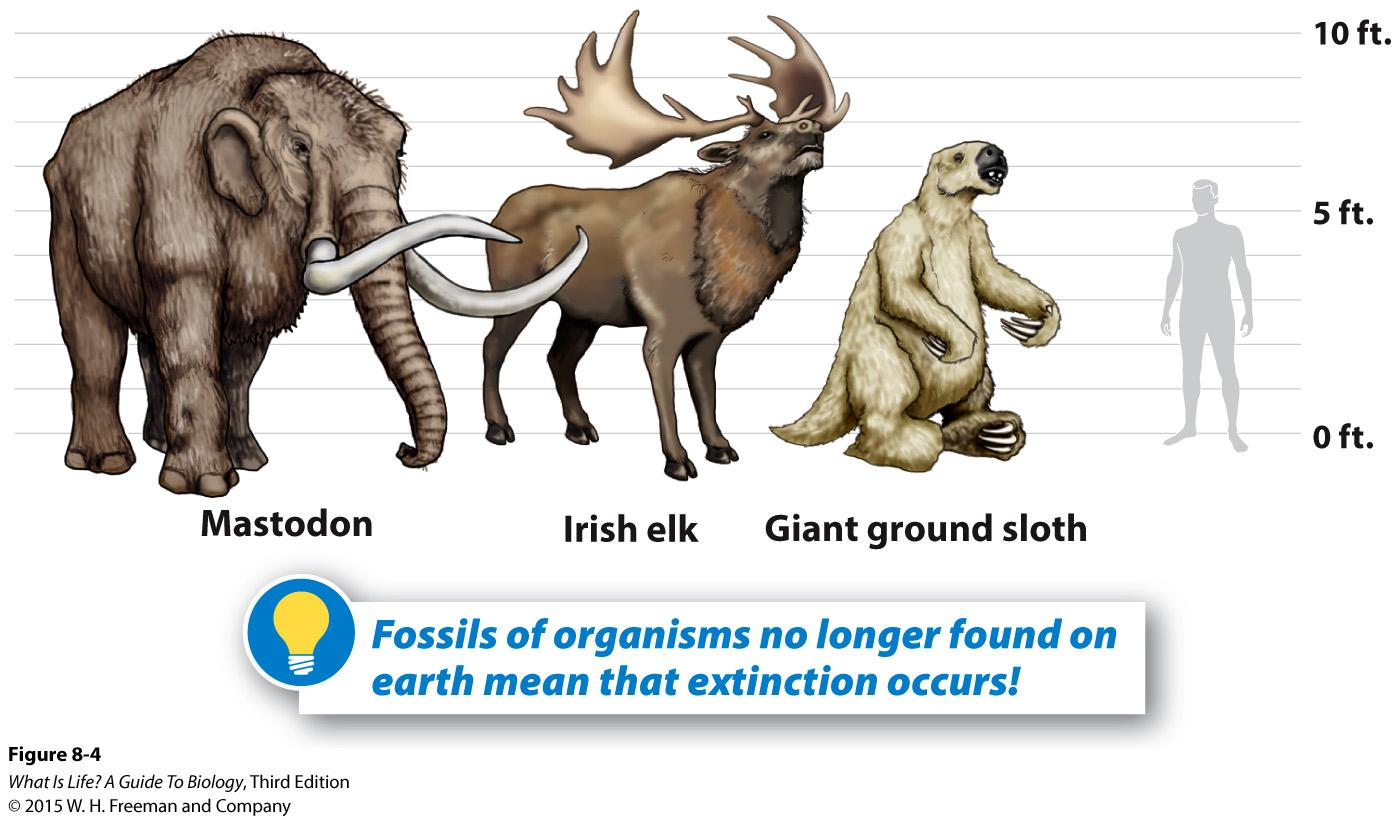 10 ft.
5 ft.
0 ft.
Mastodon
Irish elk
Giant ground sloth
Fossils of organisms no longer found on
earth mean that extinction occurs!
Figure 8-4
What Is Life? A Guide To Biology, Third Edition
© 2015 W. H. Freeman and Company